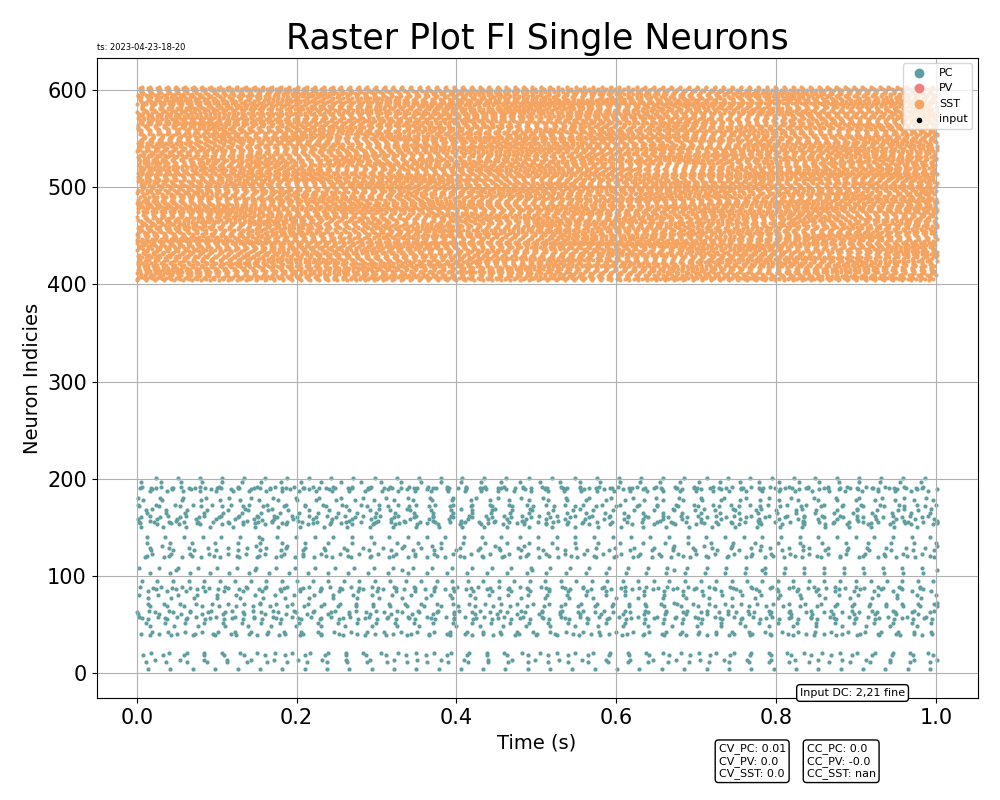 Raster Plot FI Single Neurons
ts: 2023-04-23-18-20
PC
PV
SST
input
600
500
400
300
200
100
0
Neuron Indicies
0.0 0.2 0.4 0.6 0.8 1.0
Time (s)
Input DC: 2,21 fine
CV_PC: 0.01
CV_PV: 0.0
CV_SST: 0.0
CC_PC: 0.0
CC_PV: -0.0
CC_SST: nan